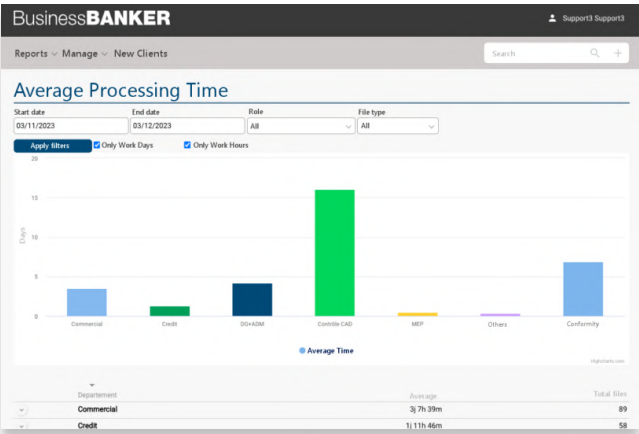 BusinessBANKER
Support3 Support3
Reports Manage New Clients
Search
Average Processing Time
Start date End date Role File type
03/11/2023 03/12/2023 All All
Apply filters Only Work Days Only Work Hours
20
15
10
5
0
Days
Commercial Credit DG+ADM Contrôle CAD MEP Others Conformity
Average Time
Highcharts.com
Departement Average Total files
Commercial 3j 7h 39m 89
Credit 1j 11h 46m 58